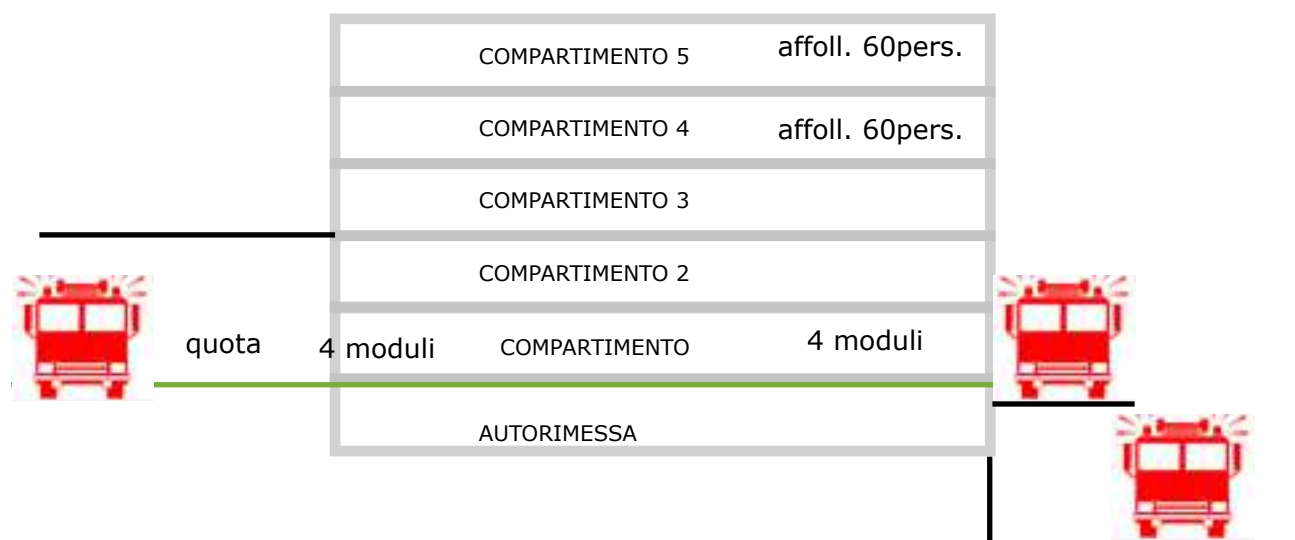 COMPARTIMENTO 5 affoll. 60pers.
COMPARTIMENTO 4 affoll. 60pers.
COMPARTIMENTO 3
COMPARTIMENTO 2
quota 4 moduli COMPARTIMENTO 4 moduli
AUTORIMESSA